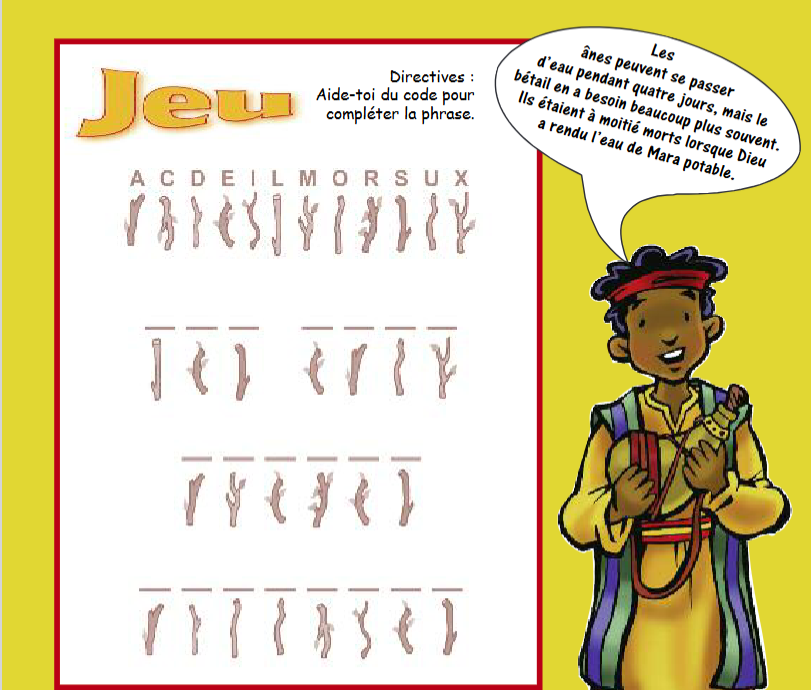 Jeu
Directives :
Aide-toi du code pour
compléter la phrase.
A C D E I L M O R S U X
Les
ânes peuvent se passer
d'eau pendant quatre jours, mais le
bétail en a besoin beaucoup plus souvent.
Ils étaient à moitié morts lorsque Dieu
a rendu l'eau de Mara potable.